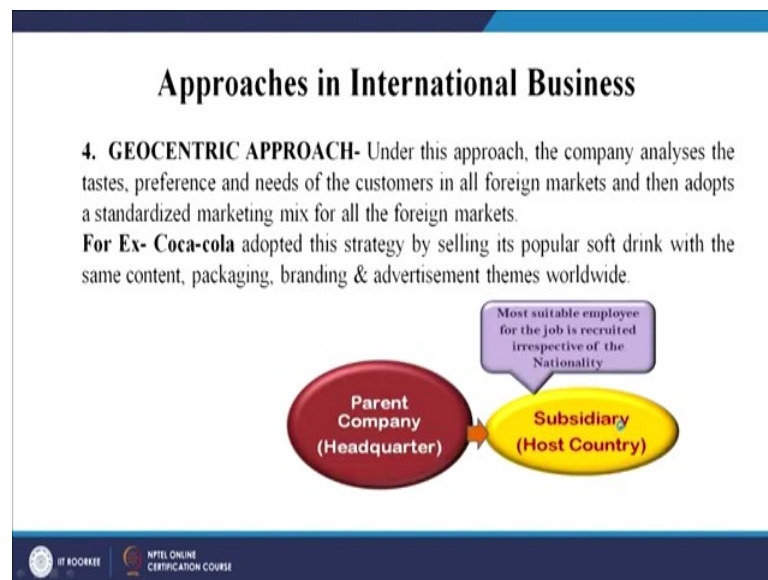 Approaches in International Business
4. GEOCENTRIC APPROACH- Under this approach, the company analyses the
tastes, preference and needs of the customers in all foreign markets and then adopts
a standardized marketing mix for all the foreign markets.
For Ex- Coca-cola adopted this strategy by selling its popular soft drink with the
same content, packaging, branding & advertisement themes worldwide.
Most suitable employee
for the job is recruited
irrespective of the
Nationality
Parent
Company
(Headquarter)
Subsidiary
(Host Country)
IIT ROORKEE
NPTEL ONLINE
CERTIFICATION COURSE